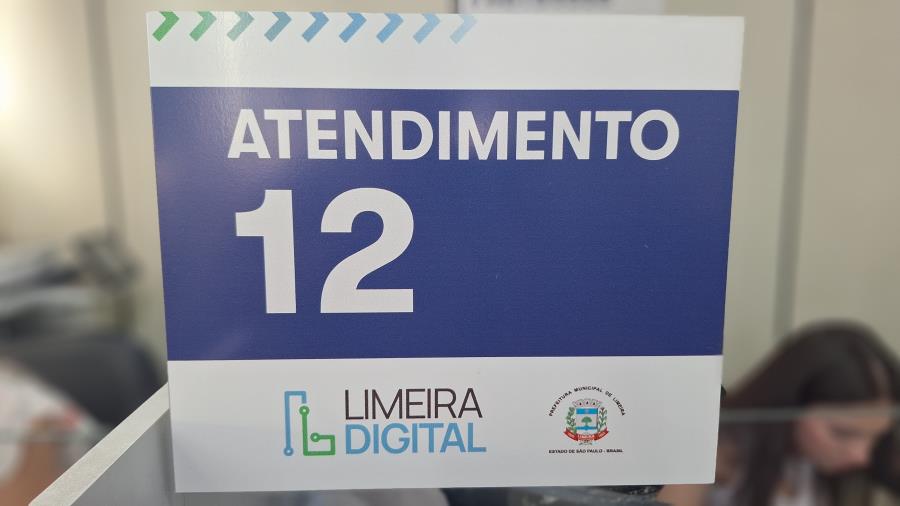 ATENDIMENTO
12
LIMEIRA
DIGITAL
PREFEITURA MUNICIPAL DE LIMEIRA
ESTADO DE SÃO PAULO - BRASIL